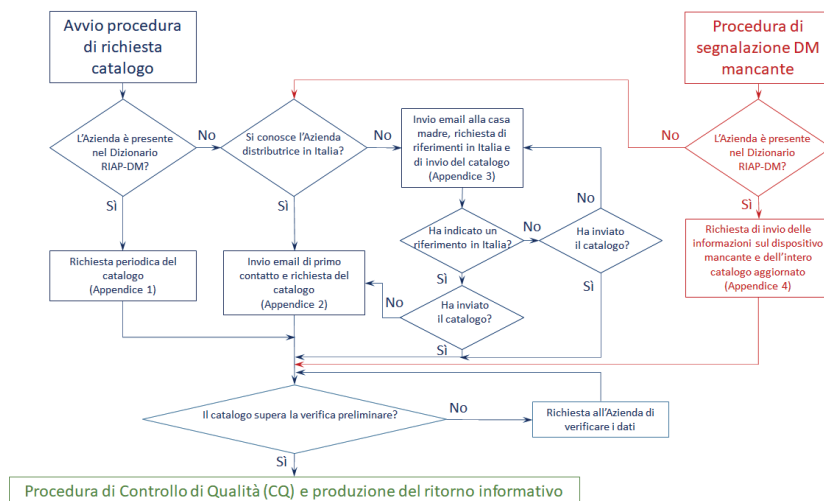 Avvio procedura
di richiesta
catalogo
Procedura di
segnalazione DM
mancante
L'Azienda è presente
nel Dizionario
RIAP-DM?
No
Si conosce l'Azienda
distributrice in Italia?
No
Invio email alla casa
madre, richiesta di
riferimenti in Italia e
di invio del catalogo
(Appendice 3)
No
L'Azienda è presente
nel Dizionario
RIAP-DM?
Sì
Sì
No
Sì
Ha indicato un
riferimento in Italia?
No
Ha inviato
il catalogo?
Richiesta periodica del
catalogo
(Appendice 1)
Invio email di primo
contatto e richiesta del
catalogo
(Appendice 2)
Richiesta di invio delle
informazioni sul dispositivo
mancante e dell'intero
catalogo aggiornato
(Appendice 4)
Sì
Sì
No
Ha inviato
il catalogo?
Sì
Il catalogo supera la verifica preliminare?
No
Richiesta all'Azienda di
verificare i dati
Sì
Procedura di Controllo di Qualità (CQ) e produzione del ritorno informativo